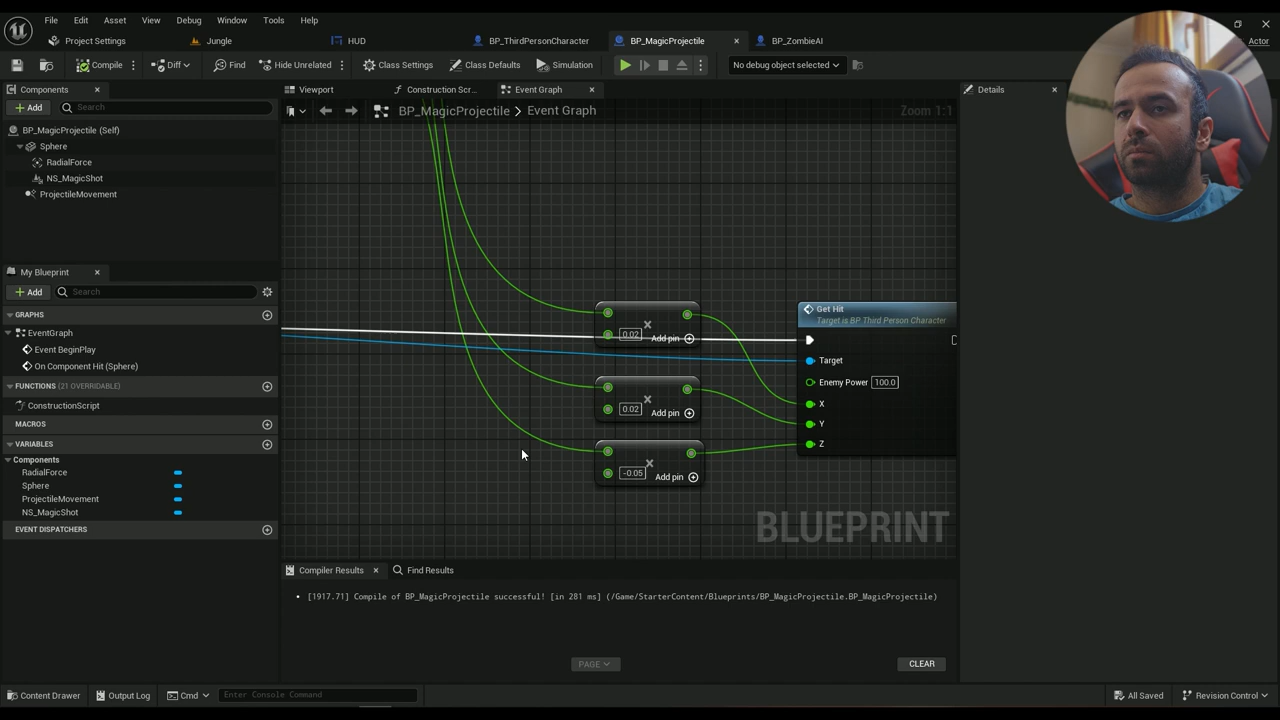 File Edit Asset View Debug Window Tools Help
Project Settings Jungle HUD BP_ThirdPersonCharacter BP_MagicProjectile BP_ZombieAI Actor
Compile Diff Find Hide Unrelated Class Settings Class Defaults Simulation No debug object selected
Components Viewport Construction Scr... Event Graph Details
Add Search BP_MagicProjectile > Event Graph Zoom 1:1
BP_MagicProjectile (Self)
Sphere
RadialForce
NS_MagicShot
ProjectileMovement
My Blueprint
Add Search
GRAPHS
EventGraph
Event BeginPlay
On Component Hit (Sphere)
FUNCTIONS (21 OVERRIDABLE)
ConstructionScript
MACROS
VARIABLES
Components
RadialForce
Sphere
ProjectileMovement
NS_MagicShot
EVENT DISPATCHERS
0.02
Add pin
0.02
Add pin
-0.05
Add pin
Get Hit
Target is BP Third Person Character
Target
Enemy Power 100.0
X
Y
Z
BLUEPRINT
Compiler Results Find Results
[1917.71] Compile of BP_MagicProjectile successful! [in 281 ms] (/Game/StarterContent/Blueprints/BP_MagicProjectile.BP_MagicProjectile)
PAGE CLEAR
Content Drawer Output Log Cmd Enter Console Command All Saved Revision Control